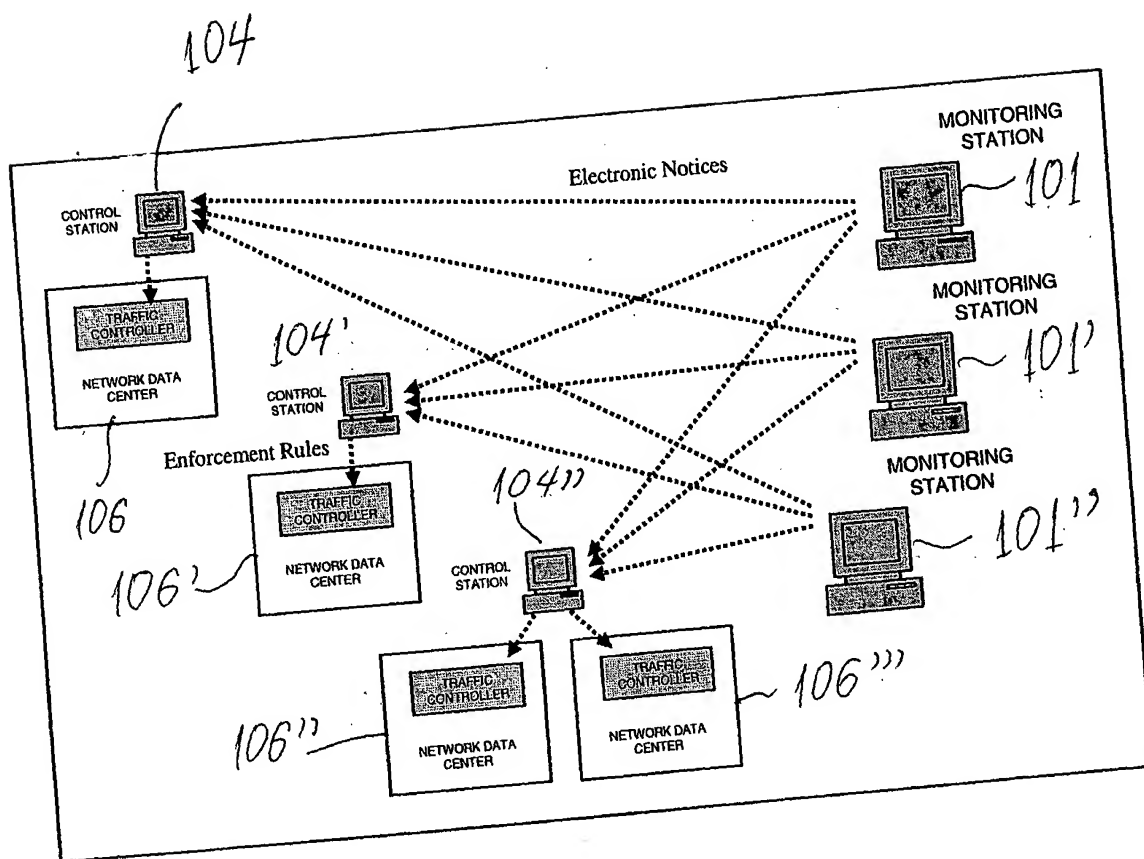 104
MONITORING
STATION
Electronic Notices
101
CONTROL
STATION
TRAFFIC
CONTROLLER
NETWORK DATA
CENTER
106
MONITORING
STATION
101'
104'
CONTROL
STATION
Enforcement Rules
TRAFFIC
CONTROLLER
NETWORK DATA
CENTER
106'
MONITORING
STATION
101''
104''
CONTROL
STATION
TRAFFIC
CONTROLLER
NETWORK DATA
CENTER
106''
TRAFFIC
CONTROLLER
NETWORK DATA
CENTER
106'''